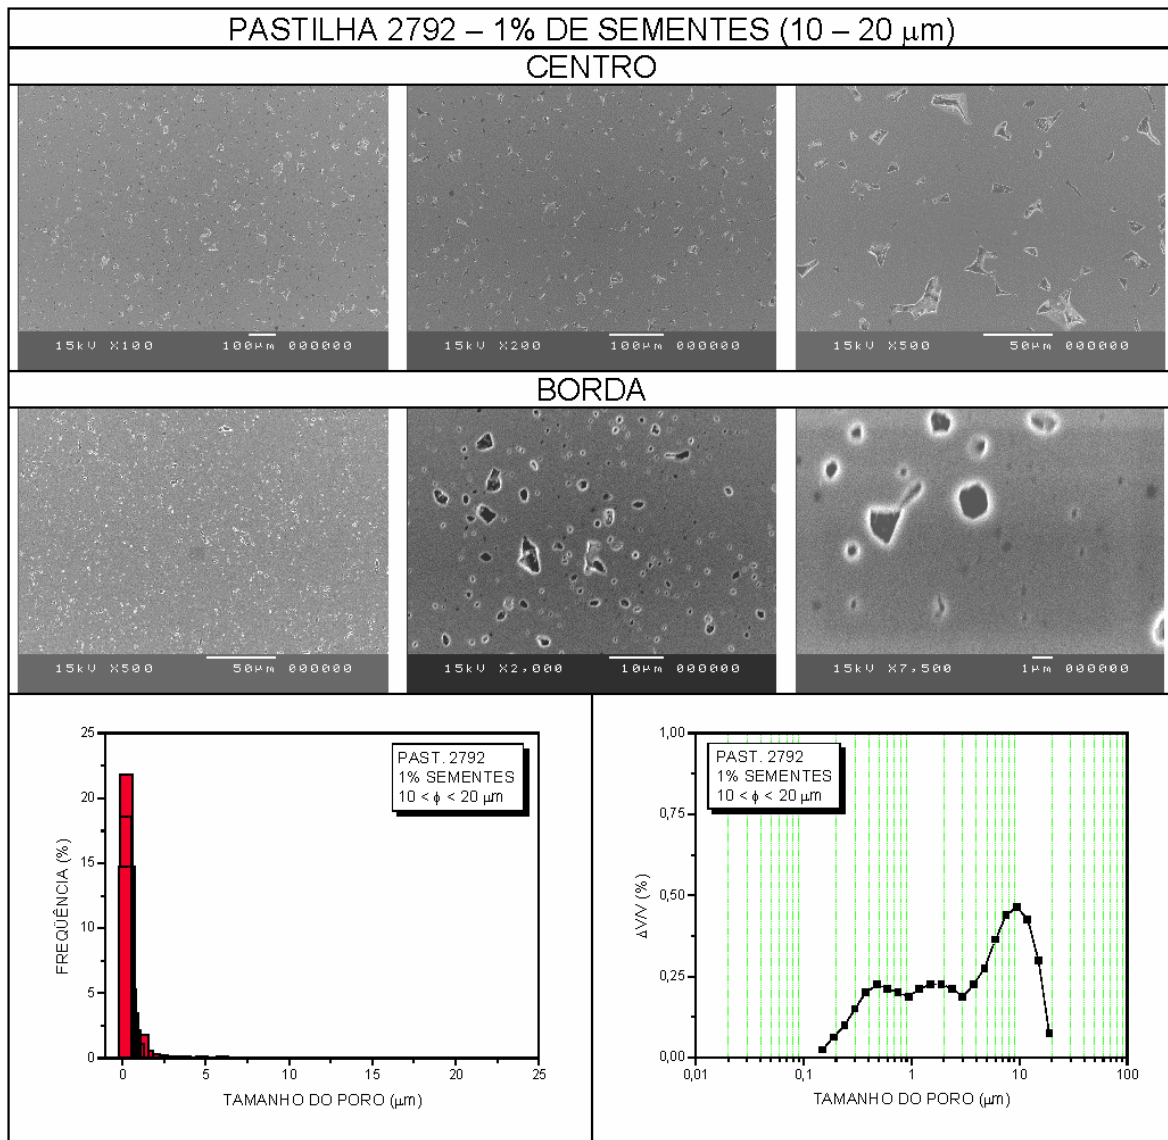 PASTILHA 2792 – 1% DE SEMENTES (10 – 20 μm)
CENTRO
15kV X100 100μm 000000
15kV X200 100μm 000000
15kV X500 50μm 000000
BORDA
15kV X500 50μm 000000
15kV X2,000 10μm 000000
15kV X7,500 1μm 000000
25
20
15
10
5
0
FREQÜÊNCIA (%)
PAST. 2792
1% SEMENTES
10 < ϕ < 20 μm
0 5 10 15 20 25
TAMANHO DO PORO (μm)
1,00
0,75
0,50
0,25
0,00
ΔV/V (%)
PAST. 2792
1% SEMENTES
10 < ϕ < 20 μm
0,01 0,1 1 10 100
TAMANHO DO PORO (μm)